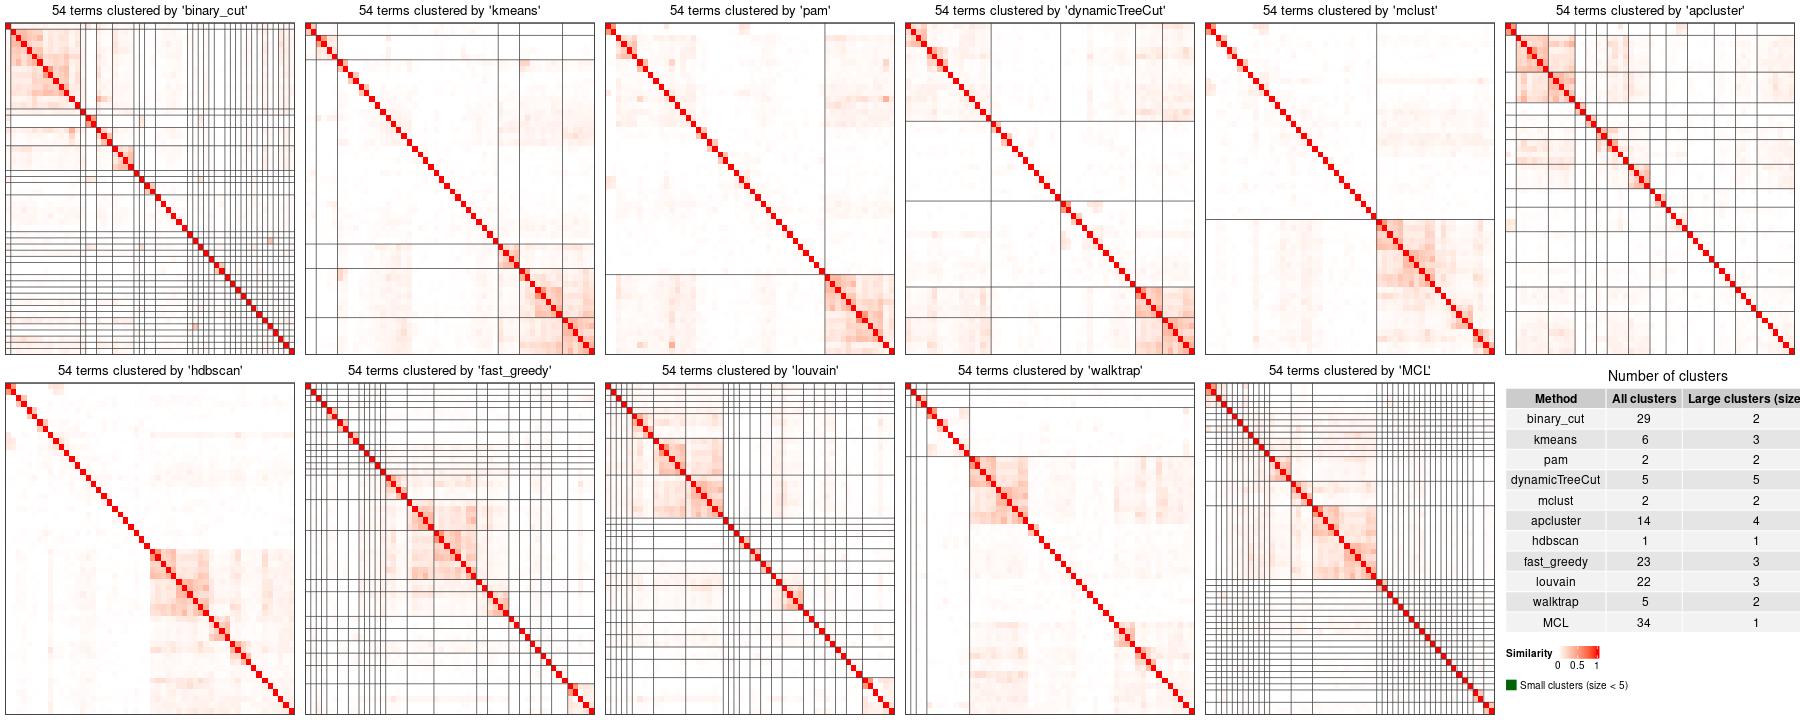 54 terms clustered by 'binary_cut'
54 terms clustered by 'kmeans'
54 terms clustered by 'pam'
54 terms clustered by 'dynamicTreeCut'
54 terms clustered by 'mclust'
54 terms clustered by 'apcluster'
54 terms clustered by 'hdbscan'
54 terms clustered by 'fast_greedy'
54 terms clustered by 'louvain'
54 terms clustered by 'walktrap'
54 terms clustered by 'MCL'
Number of clusters
Method All clusters Large clusters (size
binary_cut 29 2
kmeans 6 3
pam 2 2
dynamicTreeCut 5 5
mclust 2 2
apcluster 14 4
hdbscan 1 1
fast_greedy 23 3
louvain 22 3
walktrap 5 2
MCL 34 1
Similarity
0 0.5 1
Small clusters (size < 5)